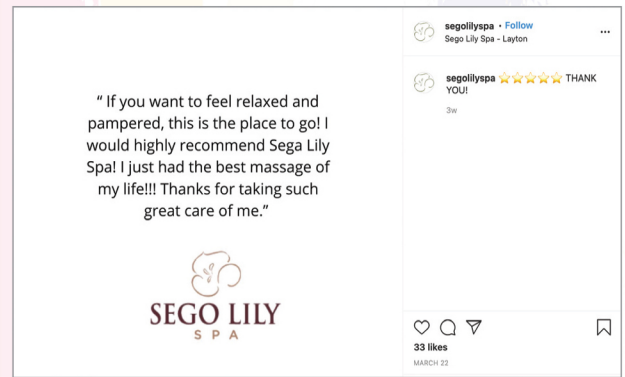 “ If you want to feel relaxed and
pampered, this is the place to go! I
would highly recommend Sega Lily
Spa! I just had the best massage of
my life!!! Thanks for taking such
great care of me.”
SEGO LILY
SPA
segolilyspa • Follow
Sego Lily Spa - Layton
segolilyspa ⭐⭐⭐⭐⭐ THANK
YOU!
3w
33 likes
MARCH 22